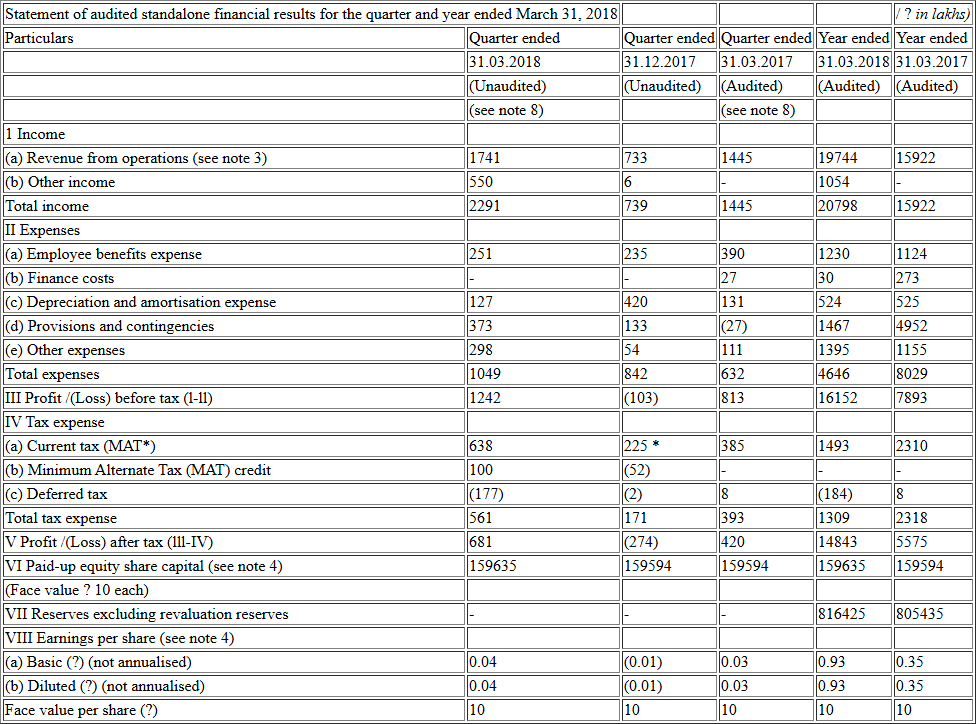 Statement of audited standalone financial results for the quarter and year ended March 31, 2018 / ? in lakhs)
Particulars Quarter ended Quarter ended Quarter ended Year ended Year ended
31.03.2018 31.12.2017 31.03.2017 31.03.2018 31.03.2017
(Unaudited) (Unaudited) (Audited) (Audited) (Audited)
(see note 8) (see note 8)
1 Income
(a) Revenue from operations (see note 3) 1741 733 1445 19744 15922
(b) Other income 550 6 - 1054 -
Total income 2291 739 1445 20798 15922
II Expenses
(a) Employee benefits expense 251 235 390 1230 1124
(b) Finance costs - - 27 30 273
(c) Depreciation and amortisation expense 127 420 131 524 525
(d) Provisions and contingencies 373 133 (27) 1467 4952
(e) Other expenses 298 54 111 1395 1155
Total expenses 1049 842 632 4646 8029
III Profit /(Loss) before tax (l-ll) 1242 (103) 813 16152 7893
IV Tax expense
(a) Current tax (MAT*) 638 225 * 385 1493 2310
(b) Minimum Alternate Tax (MAT) credit 100 (52) - - -
(c) Deferred tax (177) (2) 8 (184) 8
Total tax expense 561 171 393 1309 2318
V Profit /(Loss) after tax (lll-IV) 681 (274) 420 14843 5575
VI Paid-up equity share capital (see note 4) 159635 159594 159594 159635 159594
(Face value ? 10 each)
VII Reserves excluding revaluation reserves - - - 816425 805435
VIII Earnings per share (see note 4)
(a) Basic (?) (not annualised) 0.04 (0.01) 0.03 0.93 0.35
(b) Diluted (?) (not annualised) 0.04 (0.01) 0.03 0.93 0.35
Face value per share (?) 10 10 10 10 10